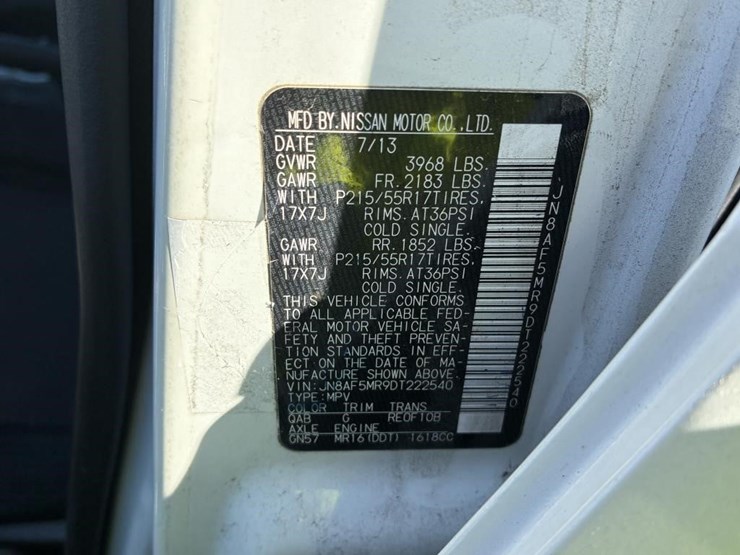 MFD BY.NISSAN MOTOR CO.,LTD.
DATE 7/13
GVWR 3968 LBS.
GAWR FR. 2183 LBS.
WITH P215/55R17TIRES.
17X7J RIMS. AT36PSI
COLD SINGLE.
GAWR RR. 1852 LBS.
WITH P215/55R17TIRES.
17X7J RIMS. AT36PSI
COLD SINGLE.
THIS VEHICLE CONFORMS
TO ALL APPLICABLE FED-
ERAL MOTOR VEHICLE SA-
FETY AND THEFT PREVEN-
TION STANDARDS IN EFF-
ECT ON THE DATE OF MA-
NUFACTURE SHOWN ABOVE.
VIN:JN8AF5MR9DT222540
TYPE:MPV
COLOR TRIM TRANS
QAB G RE0F10B
AXLE ENGINE
GN57 MR16(DDT) 1618CC
JN8AF5MR9DT222540